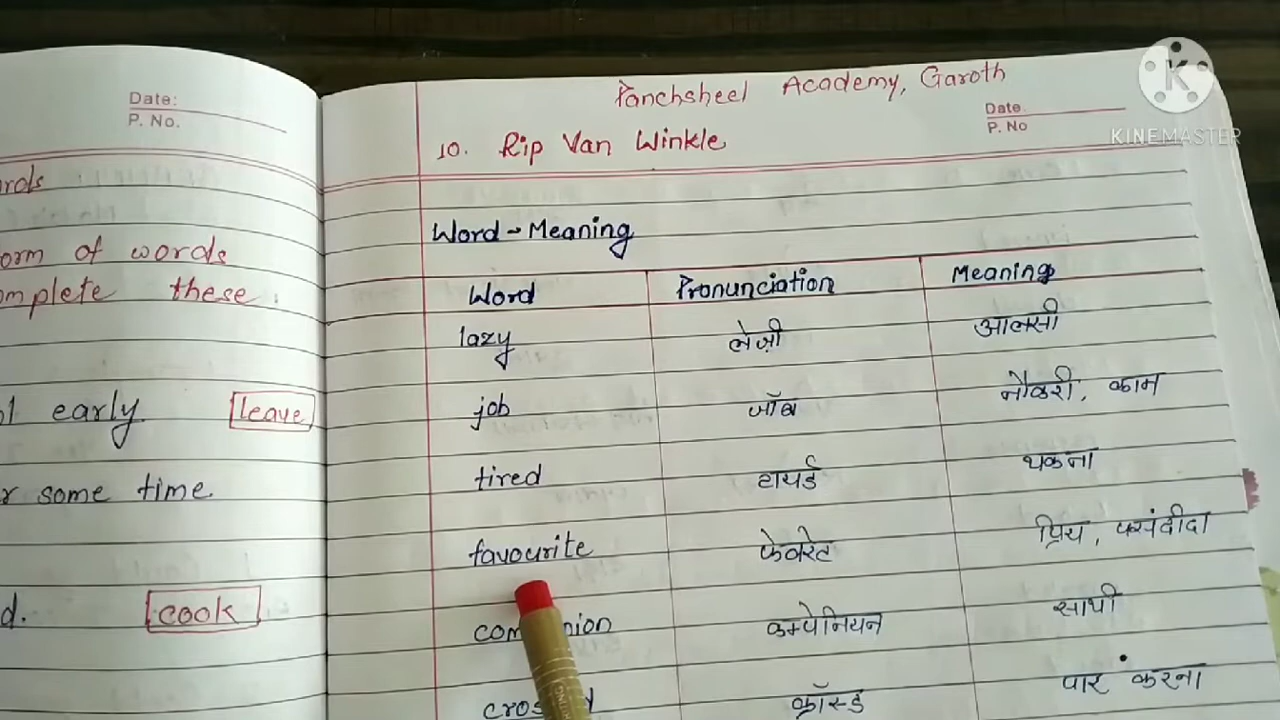 Date:
P. No.
form of words
complete these
early leave
some time
cook
Panchsheel Academy, Garoth
Date
P. No
KINEMASTER
10. Rip Van Winkle
Word - Meaning
Word Pronunciation Meaning
lazy लेज़ी आलसी
job जॉब नौकरी, काम
tired टायर्ड थकना
favourite फेवरेट प्रिय, पसंदीदा
कम्पेनियन साथी
क्रॉस्ड पार करना